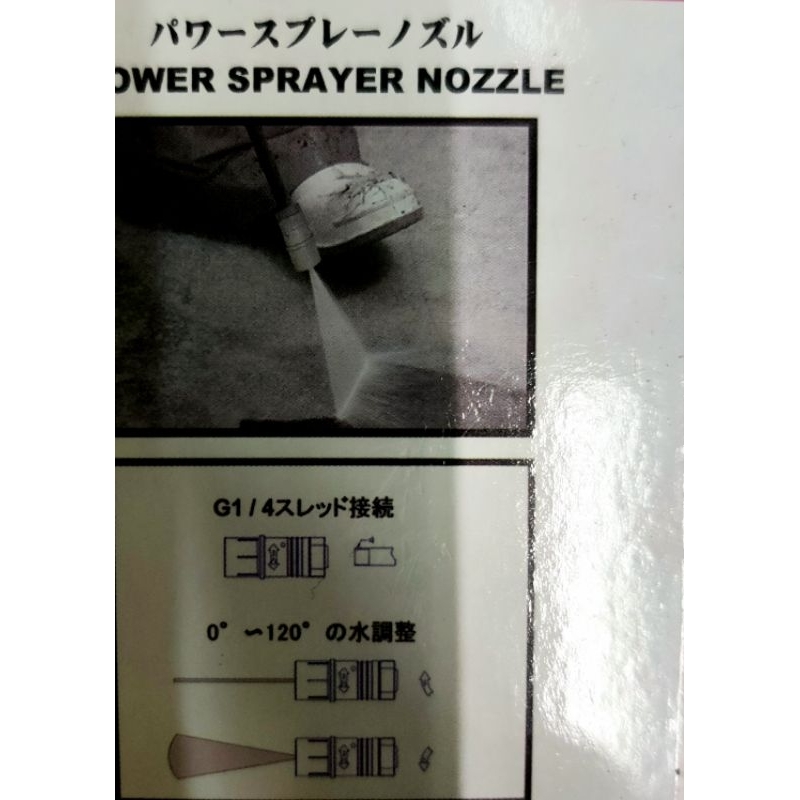 パワースプレーノズル
OWER SPRAYER NOZZLE
G1/4スレッド接続
0° ～120° の水調整